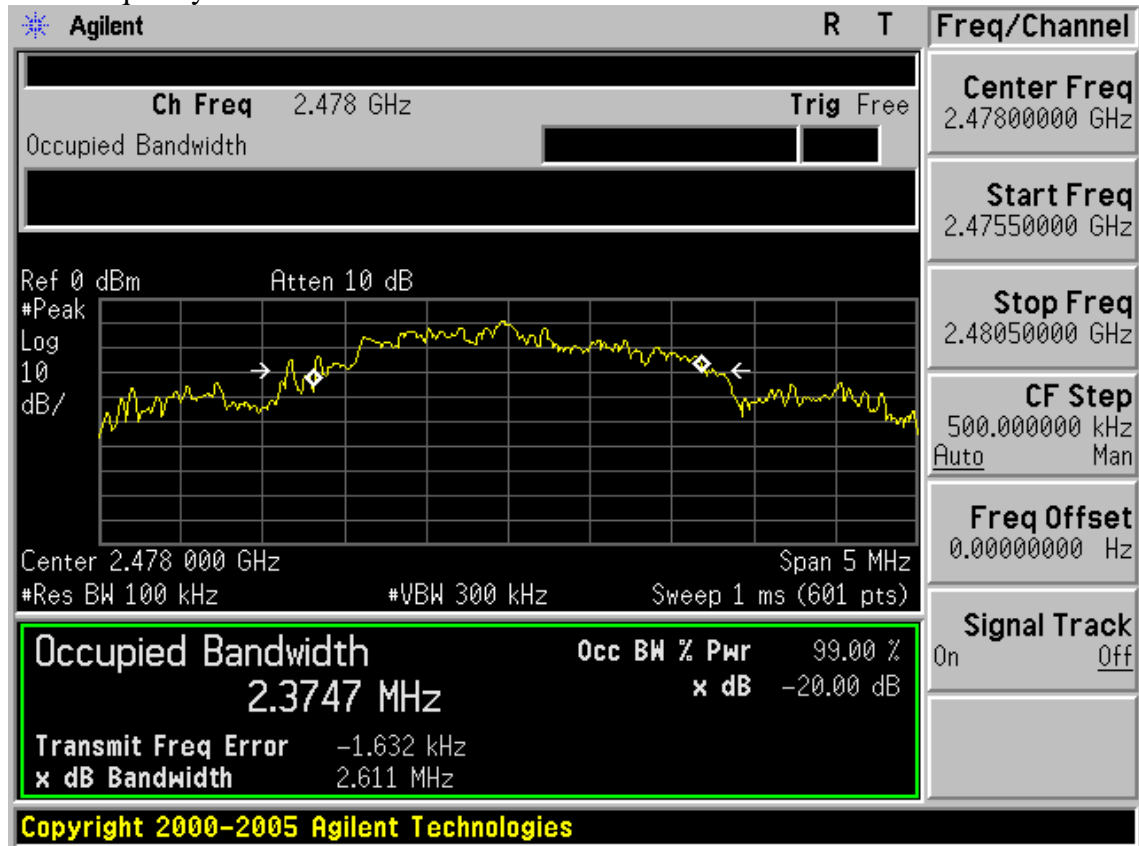 Agilent R T
Freq/Channel
Ch Freq 2.478 GHz Trig Free
Occupied Bandwidth
Center Freq
2.47800000 GHz
Start Freq
2.47550000 GHz
Stop Freq
2.48050000 GHz
CF Step
500.000000 kHz
Auto Man
Freq Offset
0.00000000 Hz
Signal Track
On Off
Ref 0 dBm Atten 10 dB
#Peak
Log
10
dB/
Center 2.478 000 GHz Span 5 MHz
#Res BW 100 kHz #VBW 300 kHz Sweep 1 ms (601 pts)
Occupied Bandwidth Occ BW % Pwr 99.00 %
2.3747 MHz x dB -20.00 dB
Transmit Freq Error -1.632 kHz
x dB Bandwidth 2.611 MHz
Copyright 2000-2005 Agilent Technologies